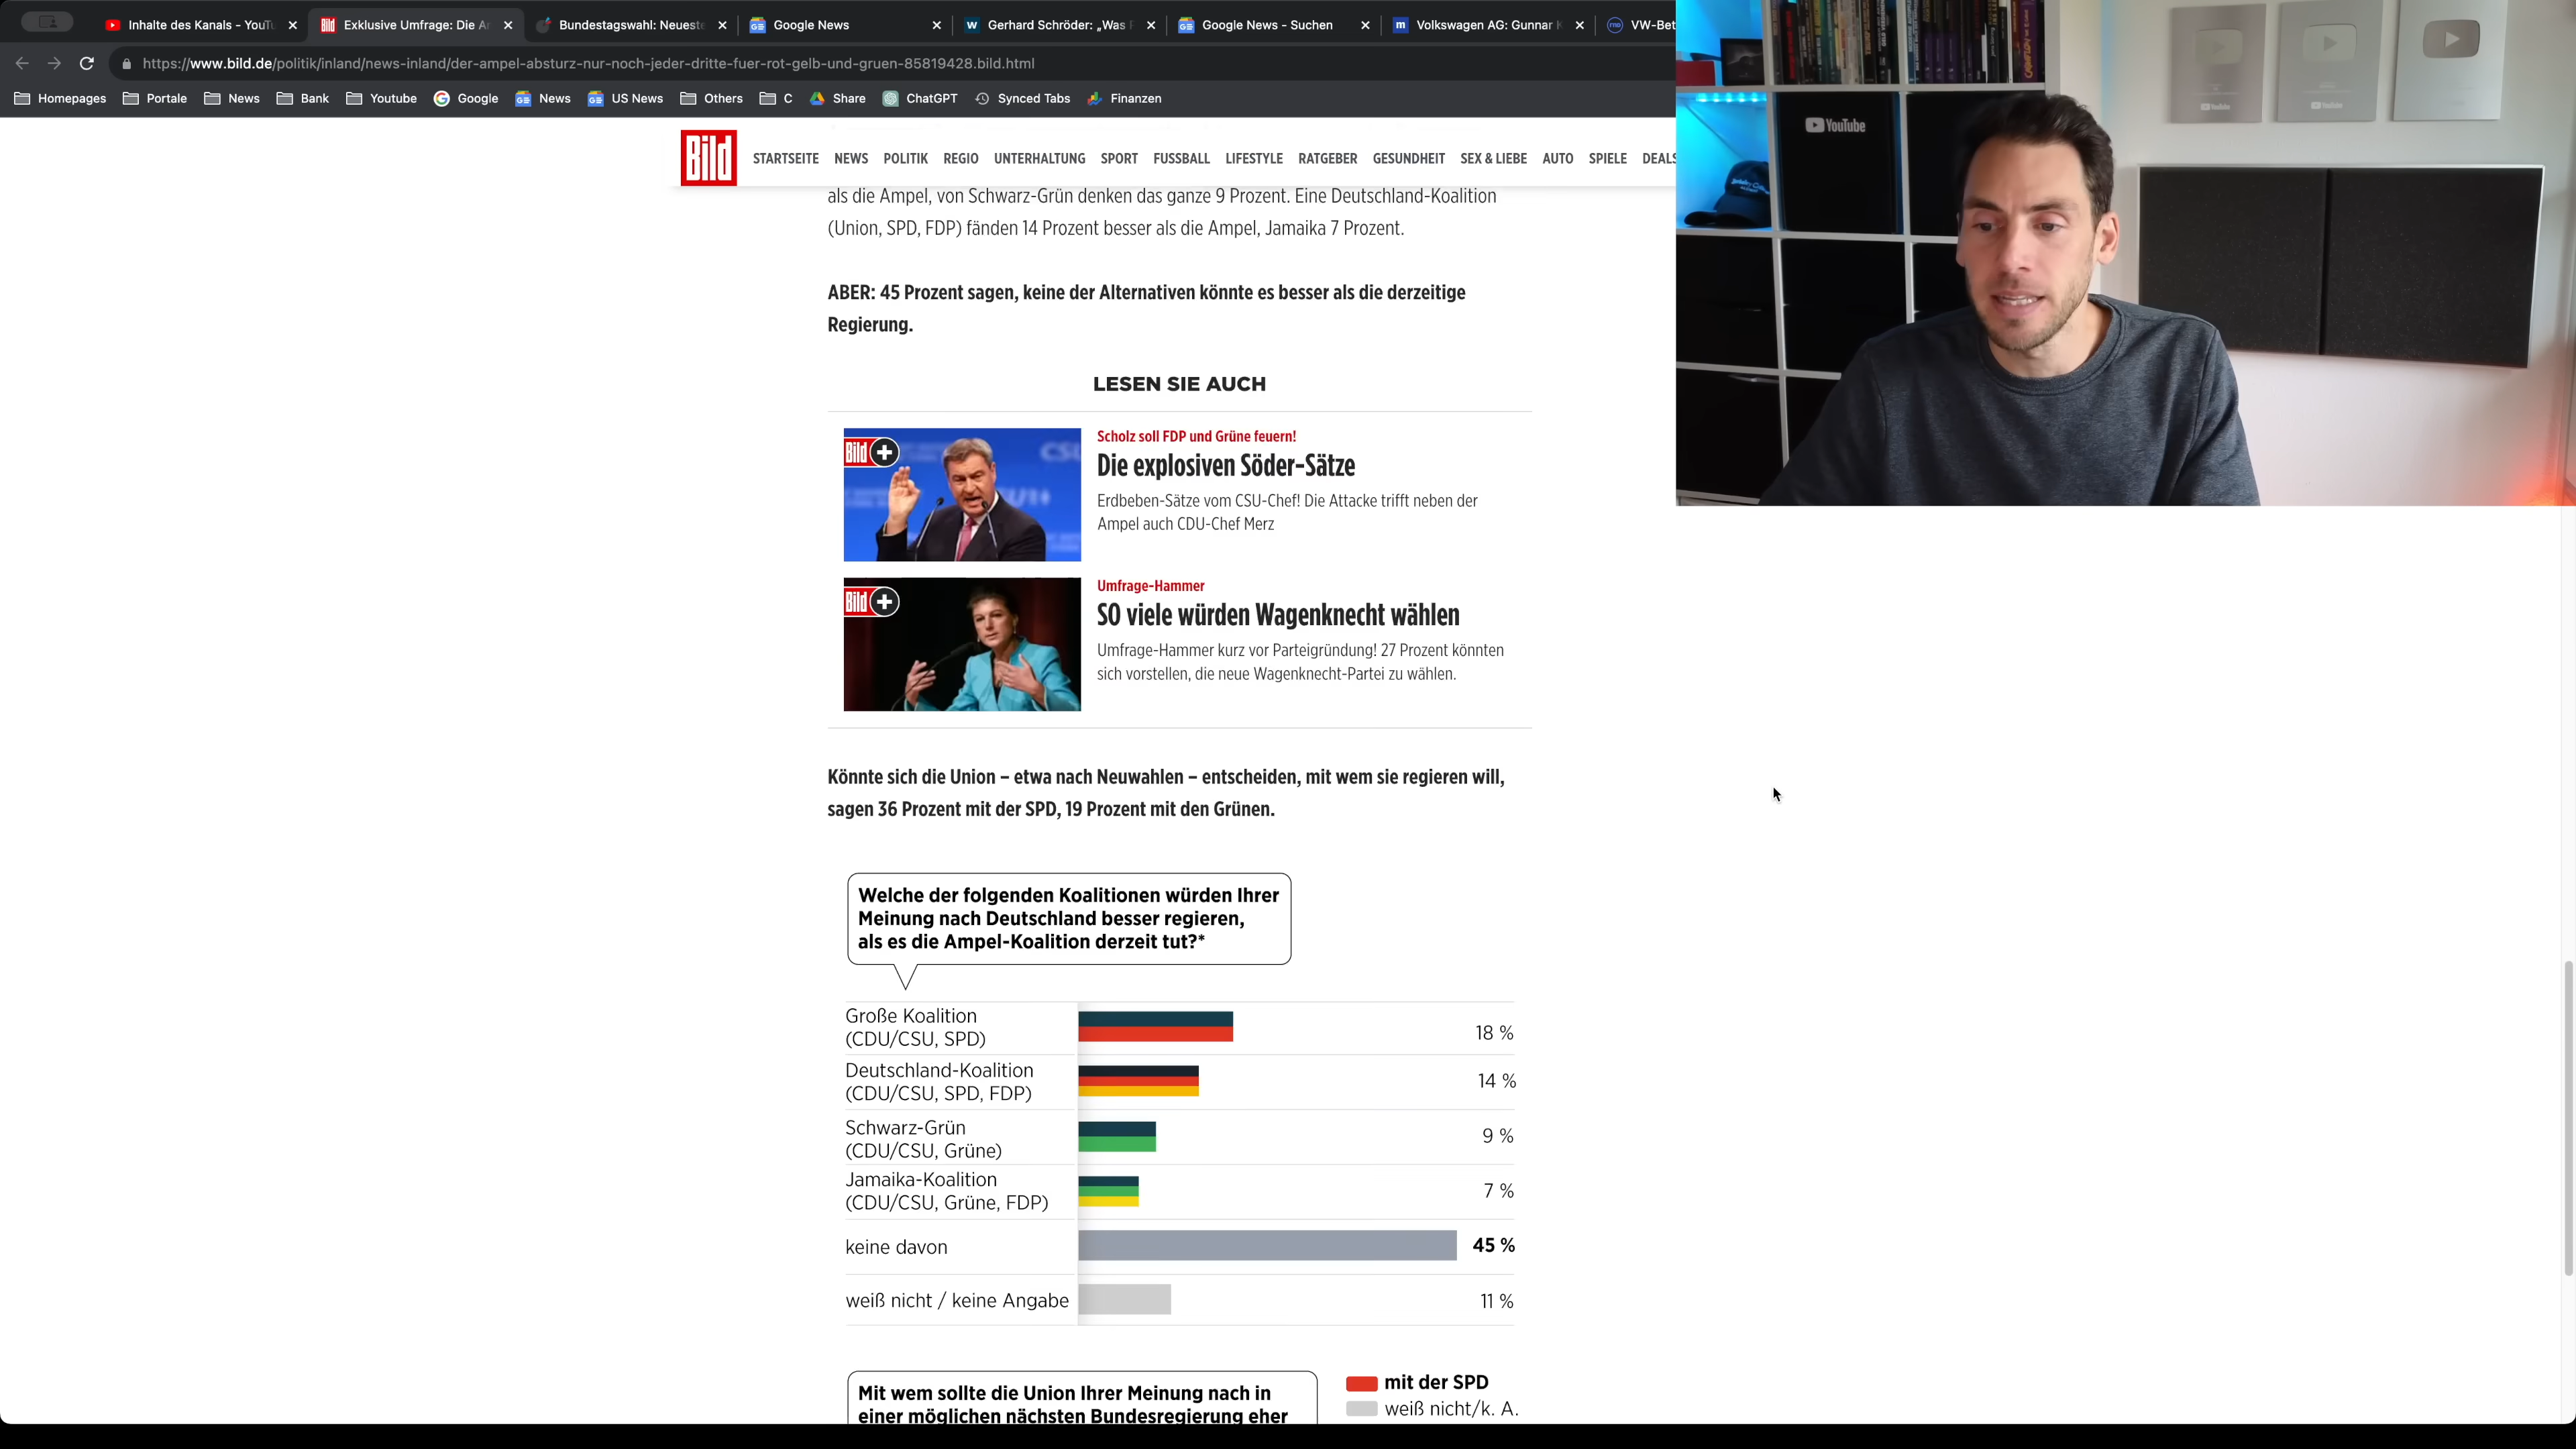 Inhalte des Kanals - YouTu
Exklusive Umfrage: Die A
Bundestagswahl: Neueste
Google News
Gerhard Schröder: „Was
Google News - Suchen
Volkswagen AG: Gunnar K
VW-Bet
https://www.bild.de/politik/inland/news-inland/der-ampel-absturz-nur-noch-jeder-dritte-fuer-rot-gelb-und-gruen-85819428.bild.html
Homepages
Portale
News
Bank
Youtube
Google
News
US News
Others
C
Share
ChatGPT
Synced Tabs
Finanzen
YouTube
Bild
STARTSEITE NEWS POLITIK REGIO UNTERHALTUNG SPORT FUSSBALL LIFESTYLE RATGEBER GESUNDHEIT SEX & LIEBE AUTO SPIELE DEALS
als die Ampel, von Schwarz-Grün denken das ganze 9 Prozent. Eine Deutschland-Koalition
(Union, SPD, FDP) fänden 14 Prozent besser als die Ampel, Jamaika 7 Prozent.
ABER: 45 Prozent sagen, keine der Alternativen könnte es besser als die derzeitige
Regierung.
LESEN SIE AUCH
Bild +
Scholz soll FDP und Grüne feuern!
Die explosiven Söder-Sätze
Erdbeben-Sätze vom CSU-Chef! Die Attacke trifft neben der
Ampel auch CDU-Chef Merz
Bild +
Umfrage-Hammer
SO viele würden Wagenknecht wählen
Umfrage-Hammer kurz vor Parteigründung! 27 Prozent könnten
sich vorstellen, die neue Wagenknecht-Partei zu wählen.
Könnte sich die Union – etwa nach Neuwahlen – entscheiden, mit wem sie regieren will,
sagen 36 Prozent mit der SPD, 19 Prozent mit den Grünen.
Welche der folgenden Koalitionen würden Ihrer
Meinung nach Deutschland besser regieren,
als es die Ampel-Koalition derzeit tut?*
Große Koalition
(CDU/CSU, SPD)
18 %
Deutschland-Koalition
(CDU/CSU, SPD, FDP)
14 %
Schwarz-Grün
(CDU/CSU, Grüne)
9 %
Jamaika-Koalition
(CDU/CSU, Grüne, FDP)
7 %
keine davon
45 %
weiß nicht / keine Angabe
11 %
Mit wem sollte die Union Ihrer Meinung nach in
einer möglichen nächsten Bundesregierung eher
mit der SPD
weiß nicht/k. A.